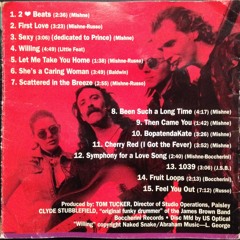 1. 2 ♥ Beats (2:36) (Mishne)
2. First Love (3:23) (Mishne-Russo)
3. Sexy (3:06) {dedicated to Prince} (Mishne)
4. Willing (4:49) (Little Feat)
5. Let Me Take You Home (5:38) (Mishne-Russo)
6. She's a Caring Woman (3:49) (Baldwin)
7. Scattered in the Breeze (5:56) (Mishne-Russo)
8. Been Such a Long Time (4:17) (Mishne)
9. Then Came You (1:42) (Mishne)
10. BopatendaKate (3:14) (Mishne)
11. Cherry Red (I Got the Fever) (3:53) (Mishne)
12. Symphony for a Love Song (2:40) (Mishne-Boccherini)
13. 1039 (3:06) (I.S.B.)
14. Fruit Loops (2:20) (Boccherini)
15. Feel You Out (7:12) (Russo)
Produced by: TOM TUCKER, Director of Studio Operations, Paisley
CLYDE STUBBLEFIELD, "original funky drummer" of the James Brown Band
Boccherini Records • Disc Mfd by US Optical
"Willing" copyright Naked Snake/Abraham Music—L. George